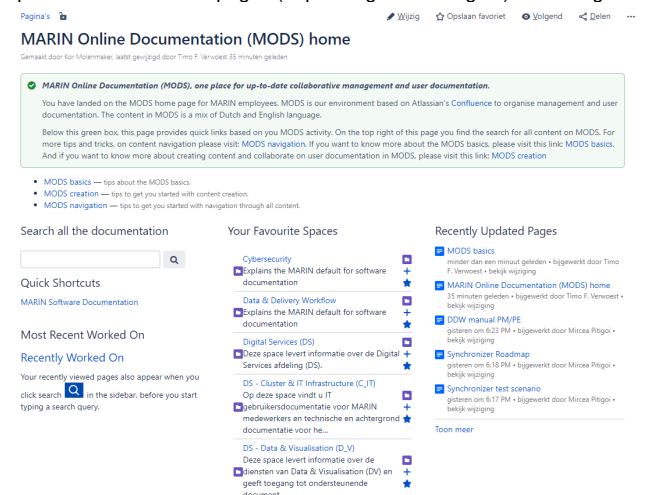 Pagina's
Wijzig
Opslaan favoriet
Volgend
Delen
MARIN Online Documentation (MODS) home
Gemaakt door Kor Molenmaker, laatst gewijzigd door Timo F. Verwoest 35 minuten geleden
MARIN Online Documentation (MODS), one place for up-to-date collaborative management and user documentation.
You have landed on the MODS home page for MARIN employees. MODS is our environment based on Atlassian's Confluence to organise management and user
documentation. The content in MODS is a mix of Dutch and English language.
Below this green box, this page provides quick links based on you MODS activity. On the top right of this page you find the search for all content on MODS. For
more tips and tricks, on content navigation please visit: MODS navigation. If you want to know more about the MODS basics, please visit this link: MODS basics.
And if you want to know more about creating content and collaborate on user documentation in MODS, please visit this link: MODS creation
• MODS basics — tips about the MODS basics.
• MODS creation — tips to get you started with content creation.
• MODS navigation — tips to get you started with navigation through all content.
Search all the documentation
Quick Shortcuts
MARIN Software Documentation
Most Recent Worked On
Recently Worked On
Your recently viewed pages also appear when you
click search in the sidebar, before you start
typing a search query.
Your Favourite Spaces
Cybersecurity
Explains the MARIN default for software
documentation
Data & Delivery Workflow
Explains the MARIN default for software
documentation
Digital Services (DS)
Deze space levert informatie over de Digital
Services afdeling (DS).
DS - Cluster & IT Infrastructure (C_IT)
Op deze space vindt u IT
gebruikersdocumentatie voor MARIN
medewerkers en technische en achtergrond
documentatie voor he...
DS - Data & Visualisation (D_V)
Deze space levert informatie over de
diensten van Data & Visualisation (DV) en
geeft toegang tot ondersteunende
Recently Updated Pages
MODS basics
minder dan een minuut geleden • bijgewerkt door Timo
F. Verwoest • bekijk wijziging
MARIN Online Documentation (MODS) home
35 minuten geleden • bijgewerkt door Timo F. Verwoest •
bekijk wijziging
DDW manual PM/PE
gisteren om 6:23 PM • bijgewerkt door Mircea Pitigoi •
bekijk wijziging
Synchronizer Roadmap
gisteren om 6:18 PM • bijgewerkt door Mircea Pitigoi •
bekijk wijziging
Synchronizer test scenario
gisteren om 6:17 PM • bijgewerkt door Mircea Pitigoi •
bekijk wijziging
Toon meer